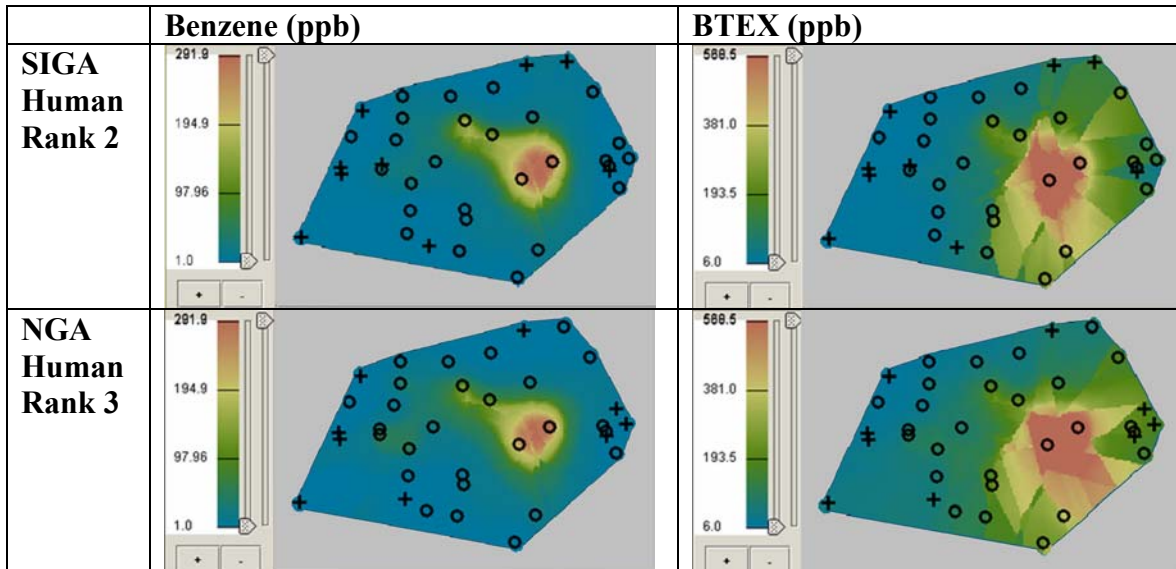 Benzene (ppb)
BTEX (ppb)
SIGA
Human
Rank 2
291.9
194.9
97.96
1.0
+ -
568.5
381.0
193.5
6.0
+ -
NGA
Human
Rank 3
291.9
194.9
97.96
1.0
+ -
568.5
381.0
193.5
6.0
+ -